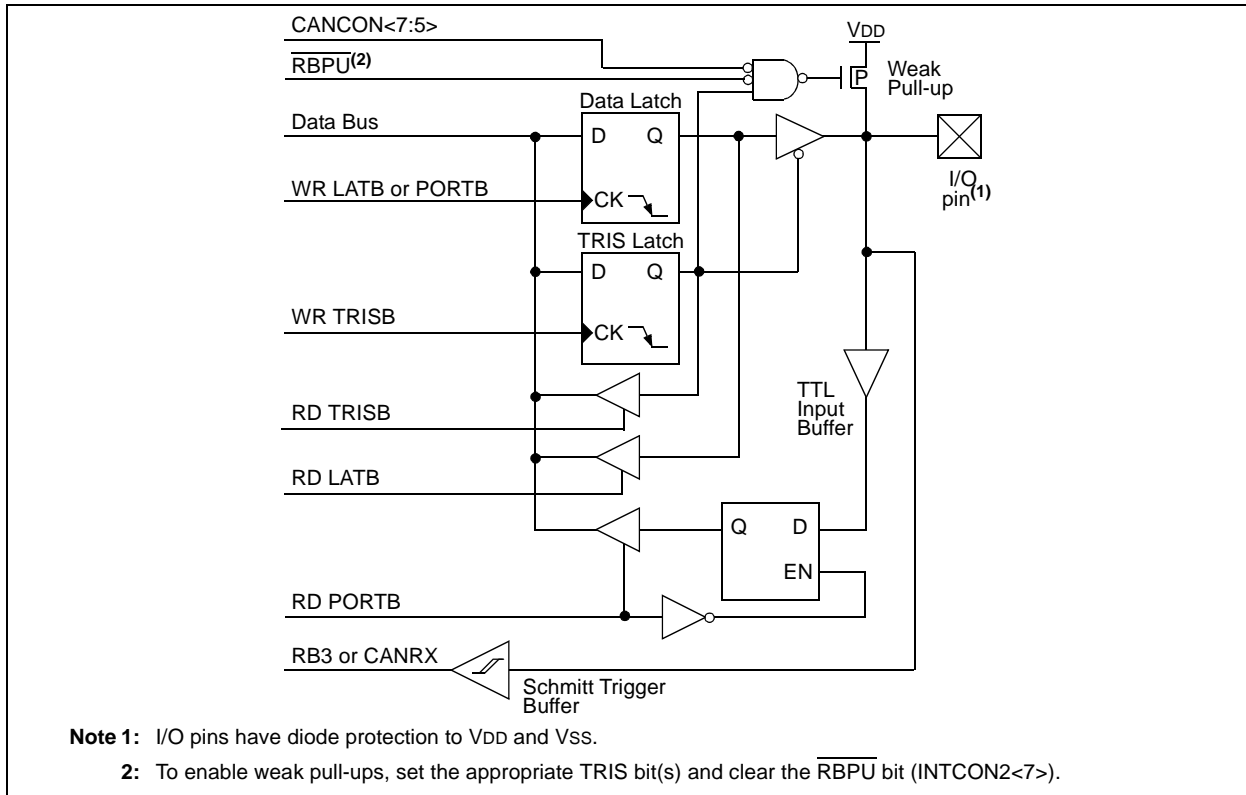 CANCON<7:5>
VDD
RBPU(2)
P
Weak
Pull-up
Data Latch
Data Bus
D Q
I/O
pin(1)
WR LATB or PORTB
CK
TRIS Latch
D Q
WR TRISB
CK
TTL
Input
Buffer
RD TRISB
RD LATB
Q D
EN
RD PORTB
RB3 or CANRX
Schmitt Trigger
Buffer
Note 1: I/O pins have diode protection to VDD and VSS.
2: To enable weak pull-ups, set the appropriate TRIS bit(s) and clear the RBPU bit (INTCON2<7>).